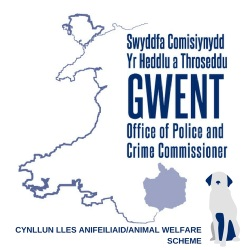 Swyddfa Comisiynydd
Yr Heddlu a Throseddu
GWENT
Office of Police and
Crime Commissioner
CYNLLUN LLES ANIFEILIAID/ANIMAL WELFARE
SCHEME